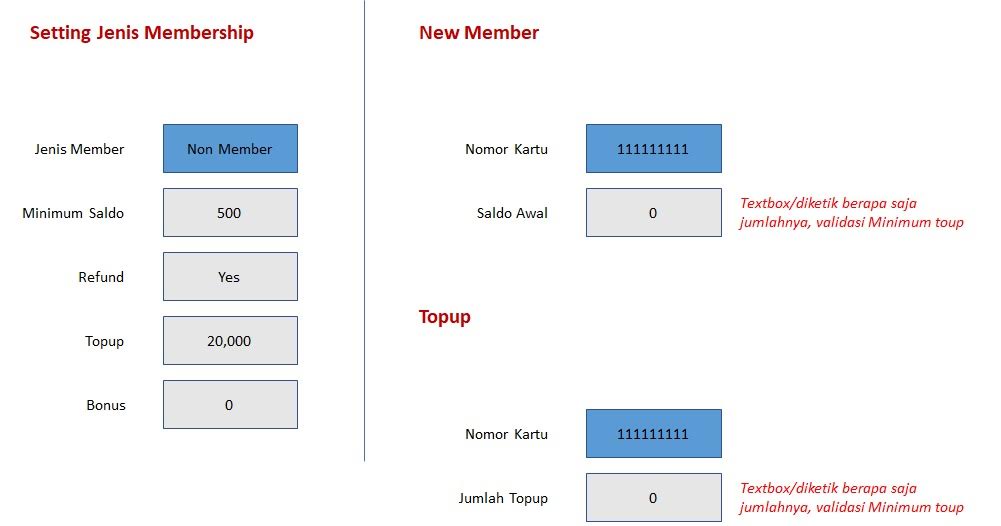 Setting Jenis Membership
Jenis Member
Non Member
Minimum Saldo
500
Refund
Yes
Topup
20,000
Bonus
0
New Member
Nomor Kartu
111111111
Saldo Awal
0
Textbox/diketik berapa saja
jumlahnya, validasi Minimum toup
Topup
Nomor Kartu
111111111
Jumlah Topup
0
Textbox/diketik berapa saja
jumlahnya, validasi Minimum toup